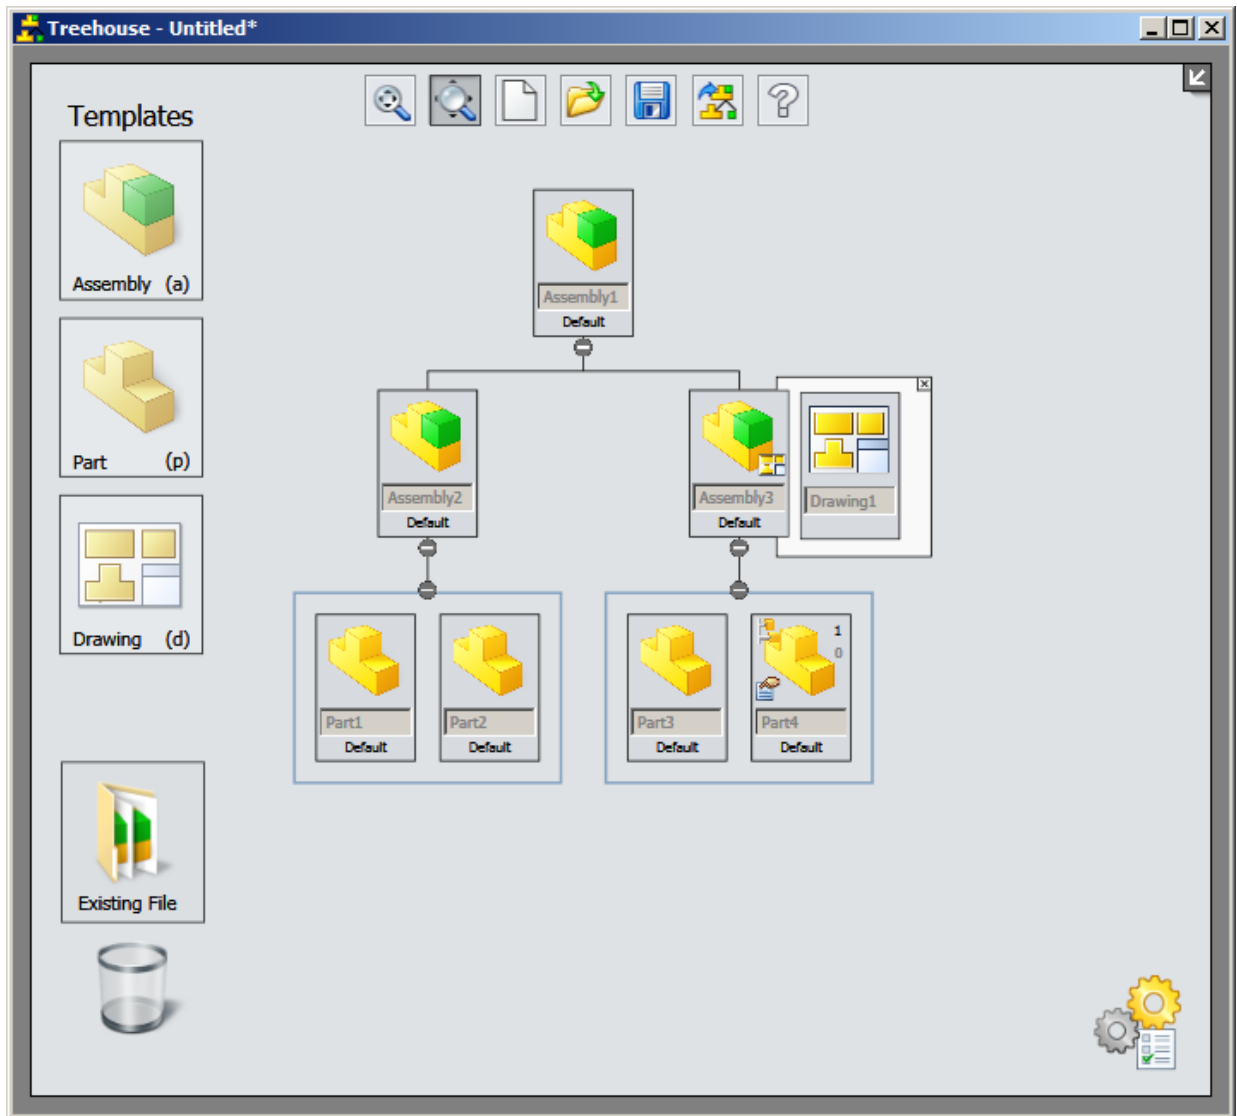 Treehouse - Untitled*
Templates
Assembly (a)
Part (p)
Drawing (d)
Existing File
Assembly1
Default
Assembly2
Default
Assembly3
Default
Drawing1
Part1
Default
Part2
Default
Part3
Default
1
0
Part4
Default